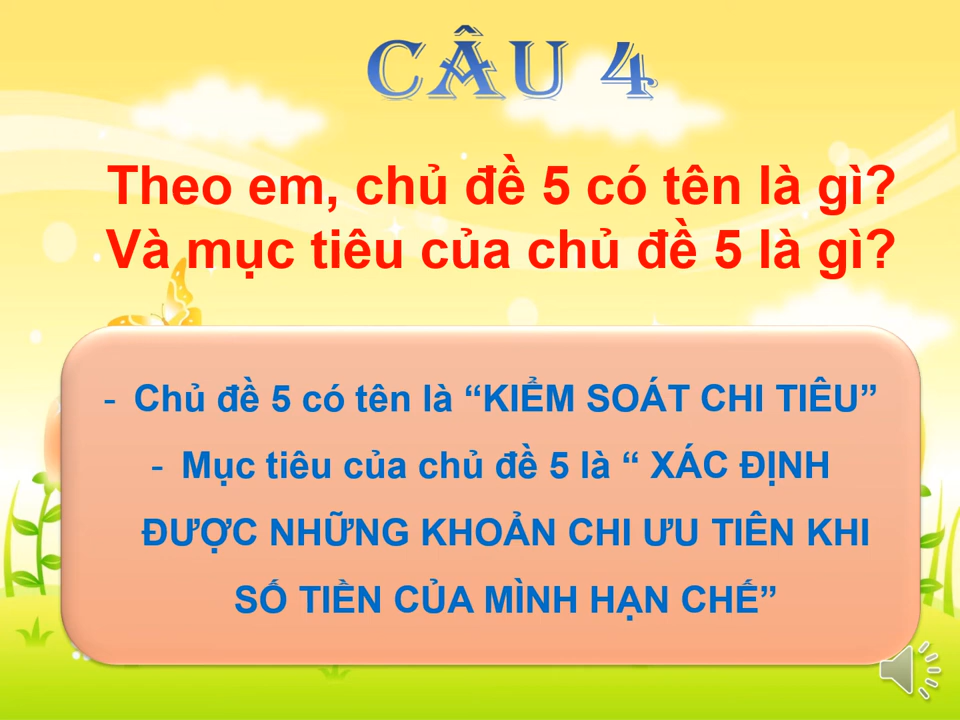 CÂU 4
Theo em, chủ đề 5 có tên là gì?
Và mục tiêu của chủ đề 5 là gì?
- Chủ đề 5 có tên là “KIỂM SOÁT CHI TIÊU”
- Mục tiêu của chủ đề 5 là “ XÁC ĐỊNH
ĐƯỢC NHỮNG KHOẢN CHI ƯU TIÊN KHI
SỐ TIỀN CỦA MÌNH HẠN CHẾ”